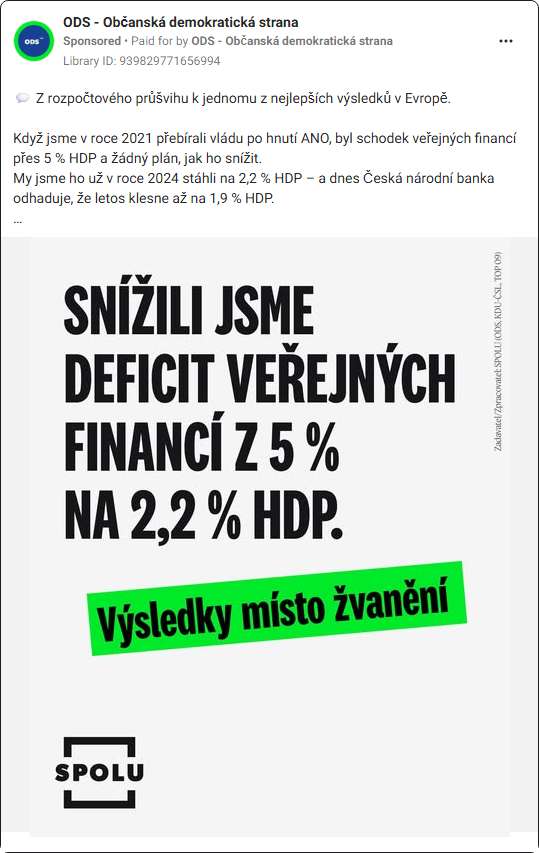 ODS - Občanská demokratická strana
Sponsored • Paid for by ODS - Občanská demokratická strana
Library ID: 939829771656994
💬 Z rozpočtového průšvihu k jednomu z nejlepších výsledků v Evropě.
Když jsme v roce 2021 přebírali vládu po hnutí ANO, byl schodek veřejných financí
přes 5 % HDP a žádný plán, jak ho snížit.
My jsme ho už v roce 2024 stáhli na 2,2 % HDP – a dnes Česká národní banka
odhaduje, že letos klesne až na 1,9 % HDP.
...
SNÍŽILI JSME
DEFICIT VEŘEJNÝCH
FINANCÍ Z 5 %
NA 2,2 % HDP.
Výsledky místo žvanění
SPOLU
Zadavatel/Zpracovatel: SPOLU (ODS, KDU-ČSL, TOP 09)
ODS